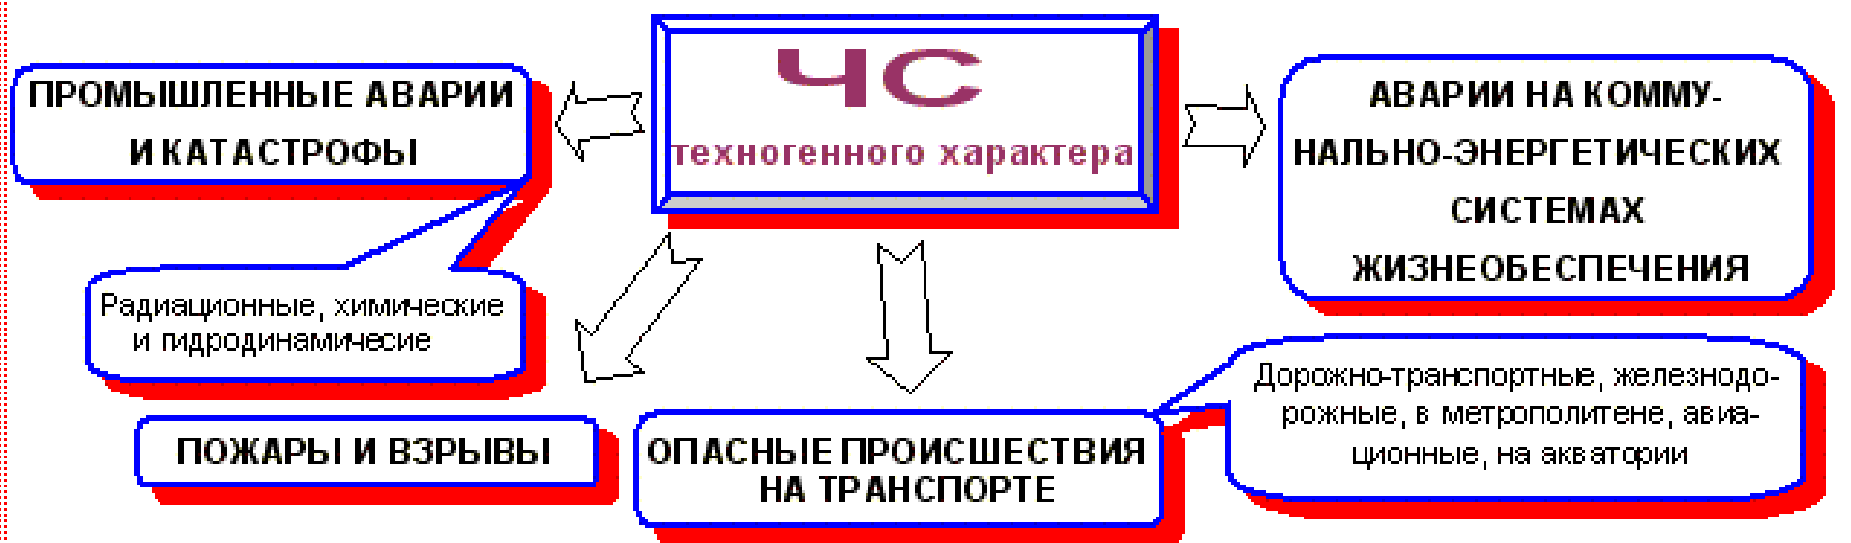 ЧС
техногенного характера
ПРОМЫШЛЕННЫЕ АВАРИИ
И КАТАСТРОФЫ
Радиационные, химические
и гидродинамичесие
ПОЖАРЫ И ВЗРЫВЫ
ОПАСНЫЕ ПРОИСШЕСТВИЯ
НА ТРАНСПОРТЕ
Дорожно-транспортные, железнодо-
рожные, в метрополитене, авиа-
ционные, на акватории
АВАРИИ НА КОММУ-
НАЛЬНО-ЭНЕРГЕТИЧЕСКИХ
СИСТЕМАХ
ЖИЗНЕОБЕСПЕЧЕНИЯ